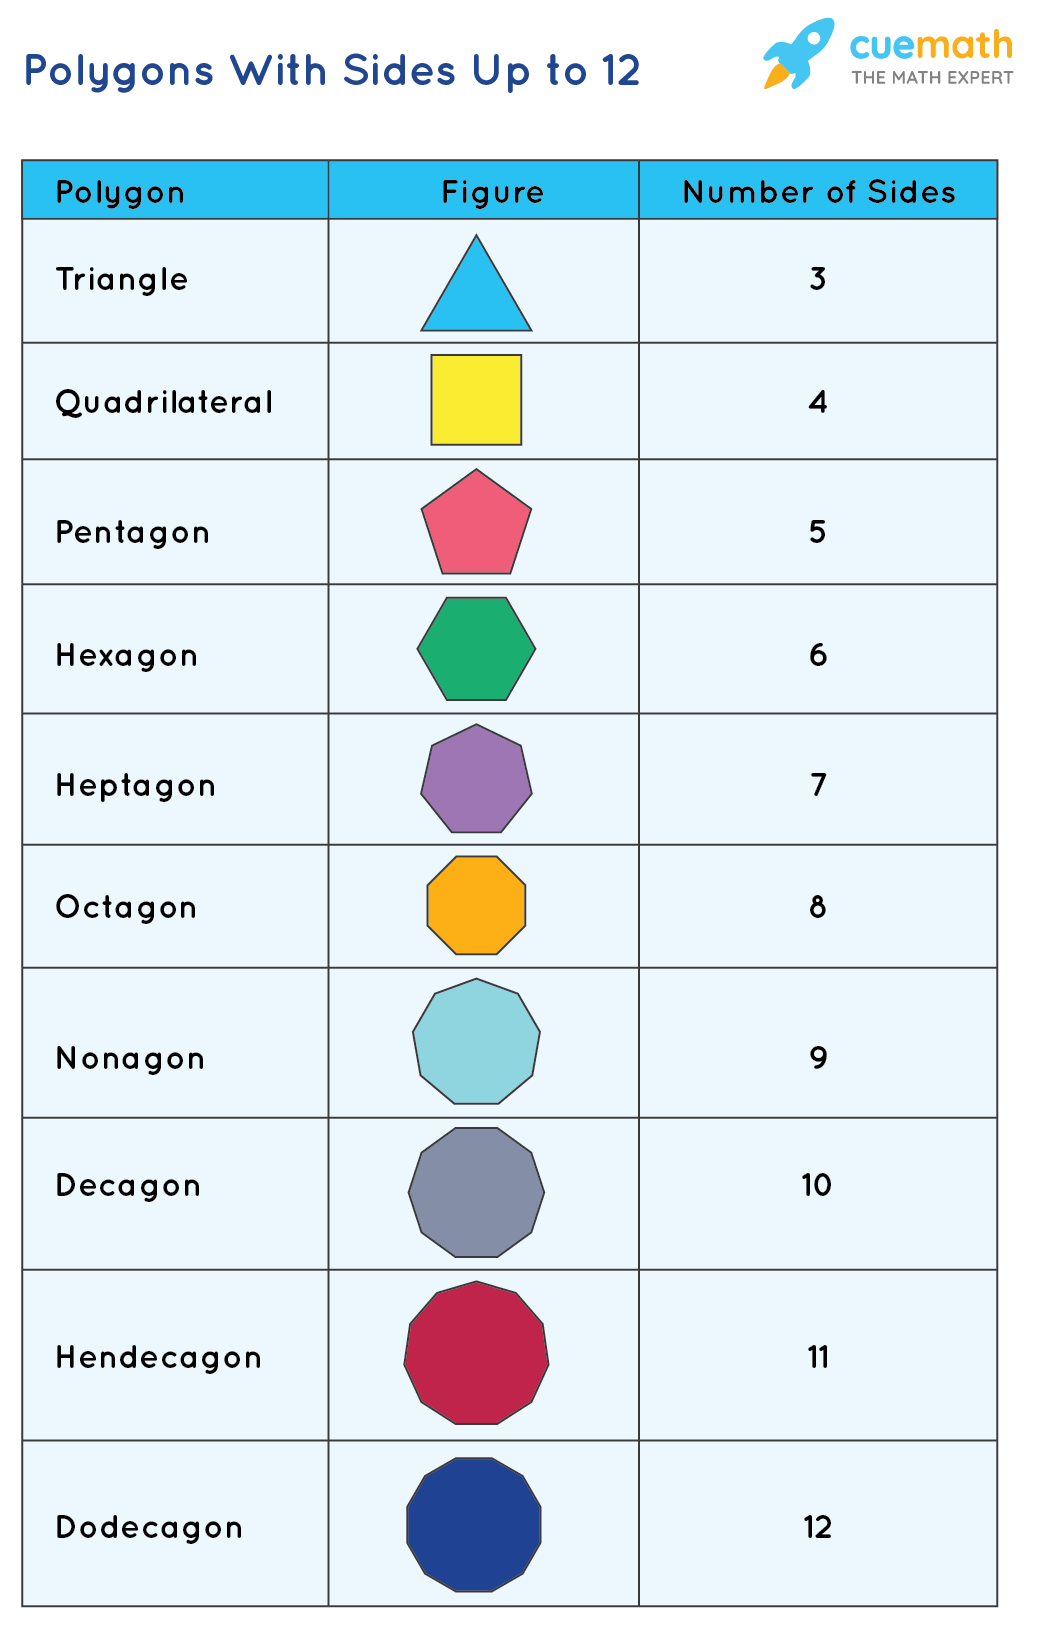 Polygons With Sides Up to 12
cuemath
THE MATH EXPERT
Polygon Figure Number of Sides
Triangle 3
Quadrilateral 4
Pentagon 5
Hexagon 6
Heptagon 7
Octagon 8
Nonagon 9
Decagon 10
Hendecagon 11
Dodecagon 12